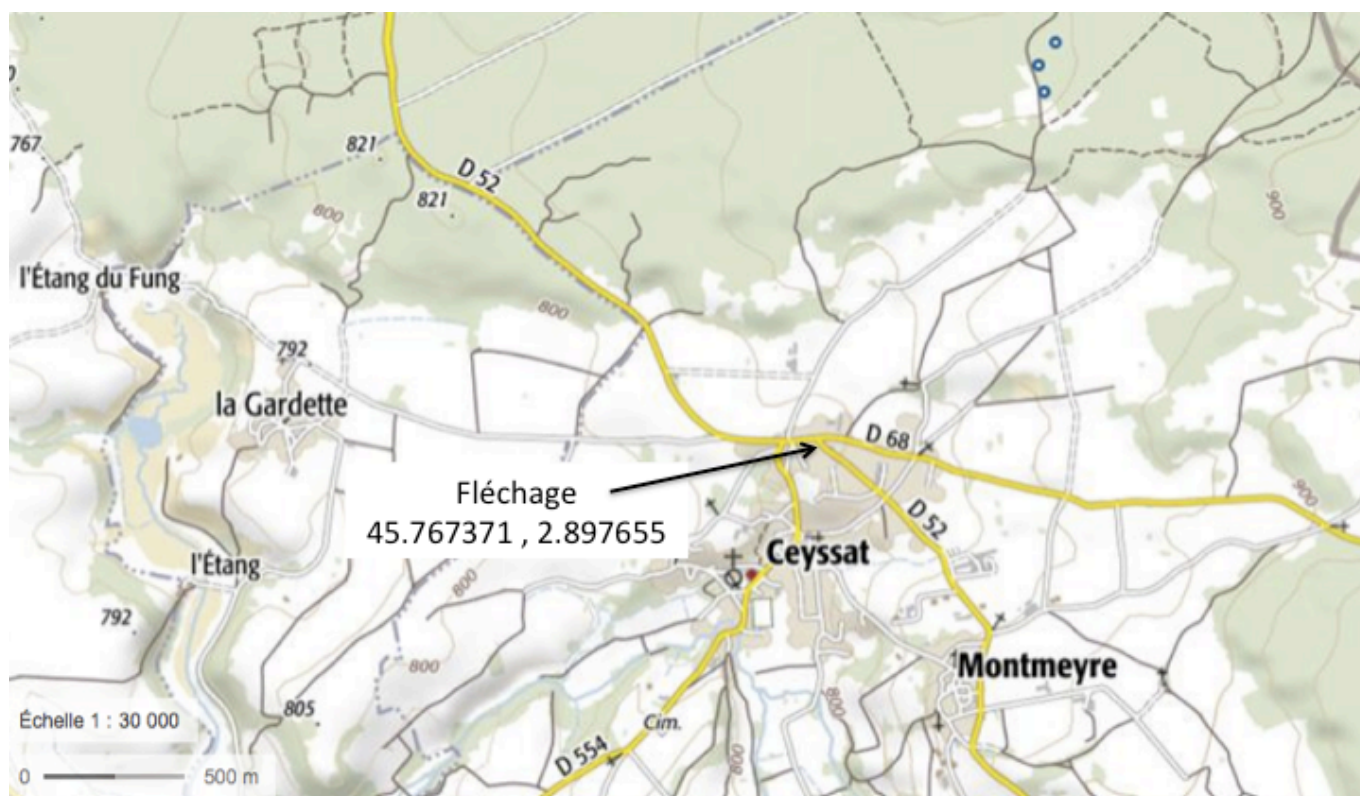 821
D 52
821
800
767
900
l'Étang du Fung
800
792
la Gardette
D 68
Fléchage
45.767371 , 2.897655
900
D 52
Ceyssat
l'Étang
800
792
800
Montmeyre
805
800
Échelle 1 : 30 000
Cim.
800
D 554
0 500 m